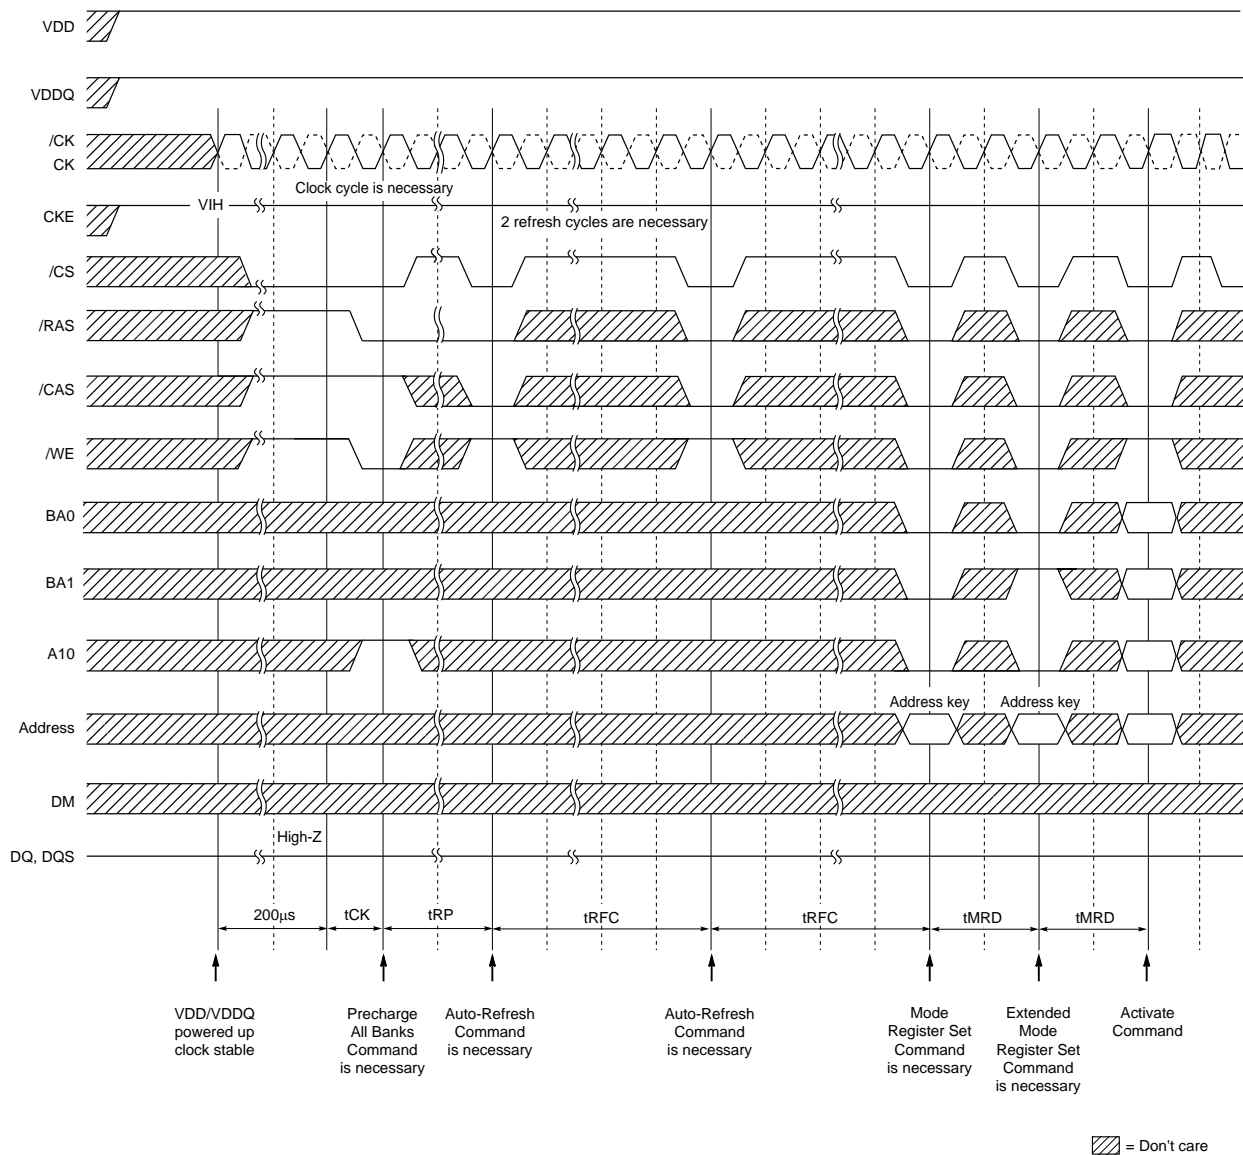 VDD
VDDQ
/CK
CK
Clock cycle is necessary
VIH
CKE
2 refresh cycles are necessary
/CS
/RAS
/CAS
/WE
BA0
BA1
A10
Address key
Address key
Address
DM
High-Z
DQ, DQS
200μs
tCK
tRP
tRFC
tRFC
tMRD
tMRD
VDD/VDDQ
powered up
clock stable
Precharge
All Banks
Command
is necessary
Auto-Refresh
Command
is necessary
Auto-Refresh
Command
is necessary
Mode
Register Set
Command
is necessary
Extended
Mode
Register Set
Command
is necessary
Activate
Command
= Don't care